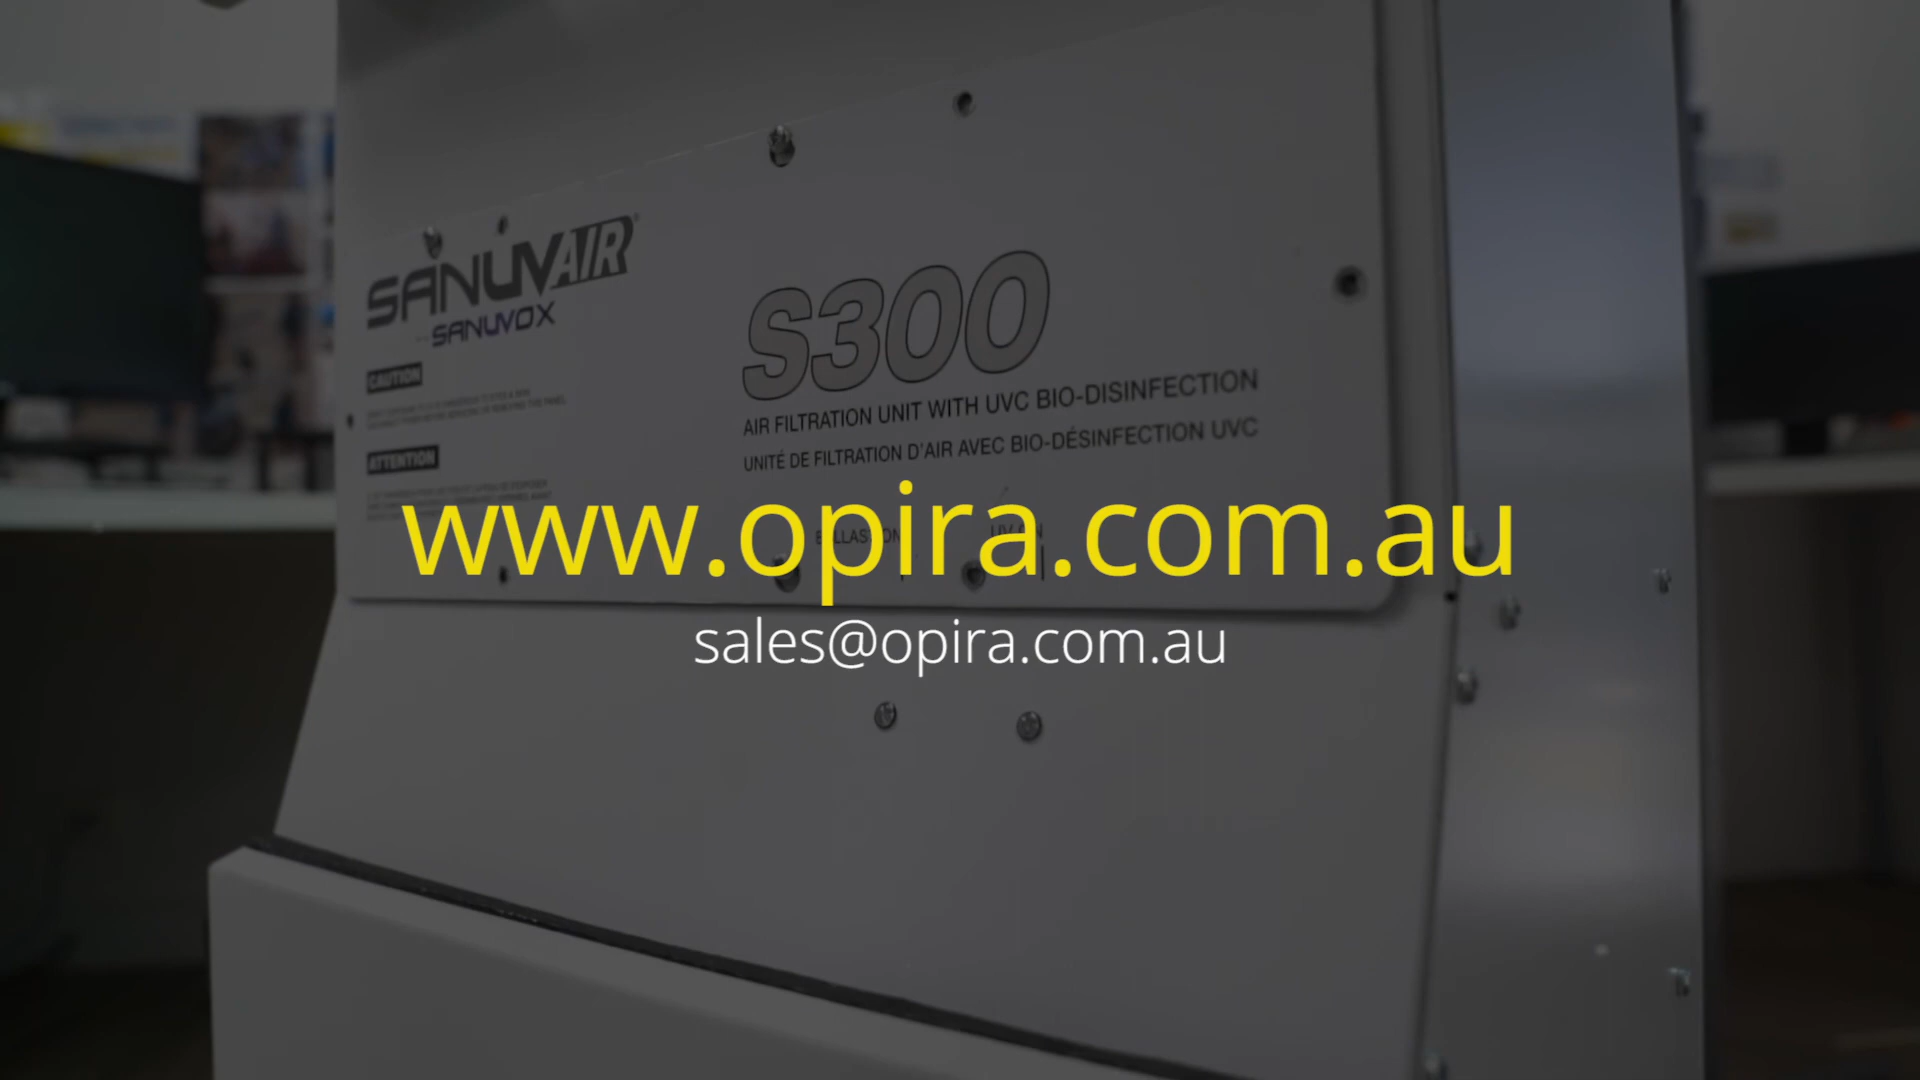 SANUVAIR
SANUVOX
CAUTION
ATTENTION
S300
AIR FILTRATION UNIT WITH UVC BIO-DISINFECTION
UNITÉ DE FILTRATION D'AIR AVEC BIO-DÉSINFECTION UVC
www.opira.com.au
sales@opira.com.au